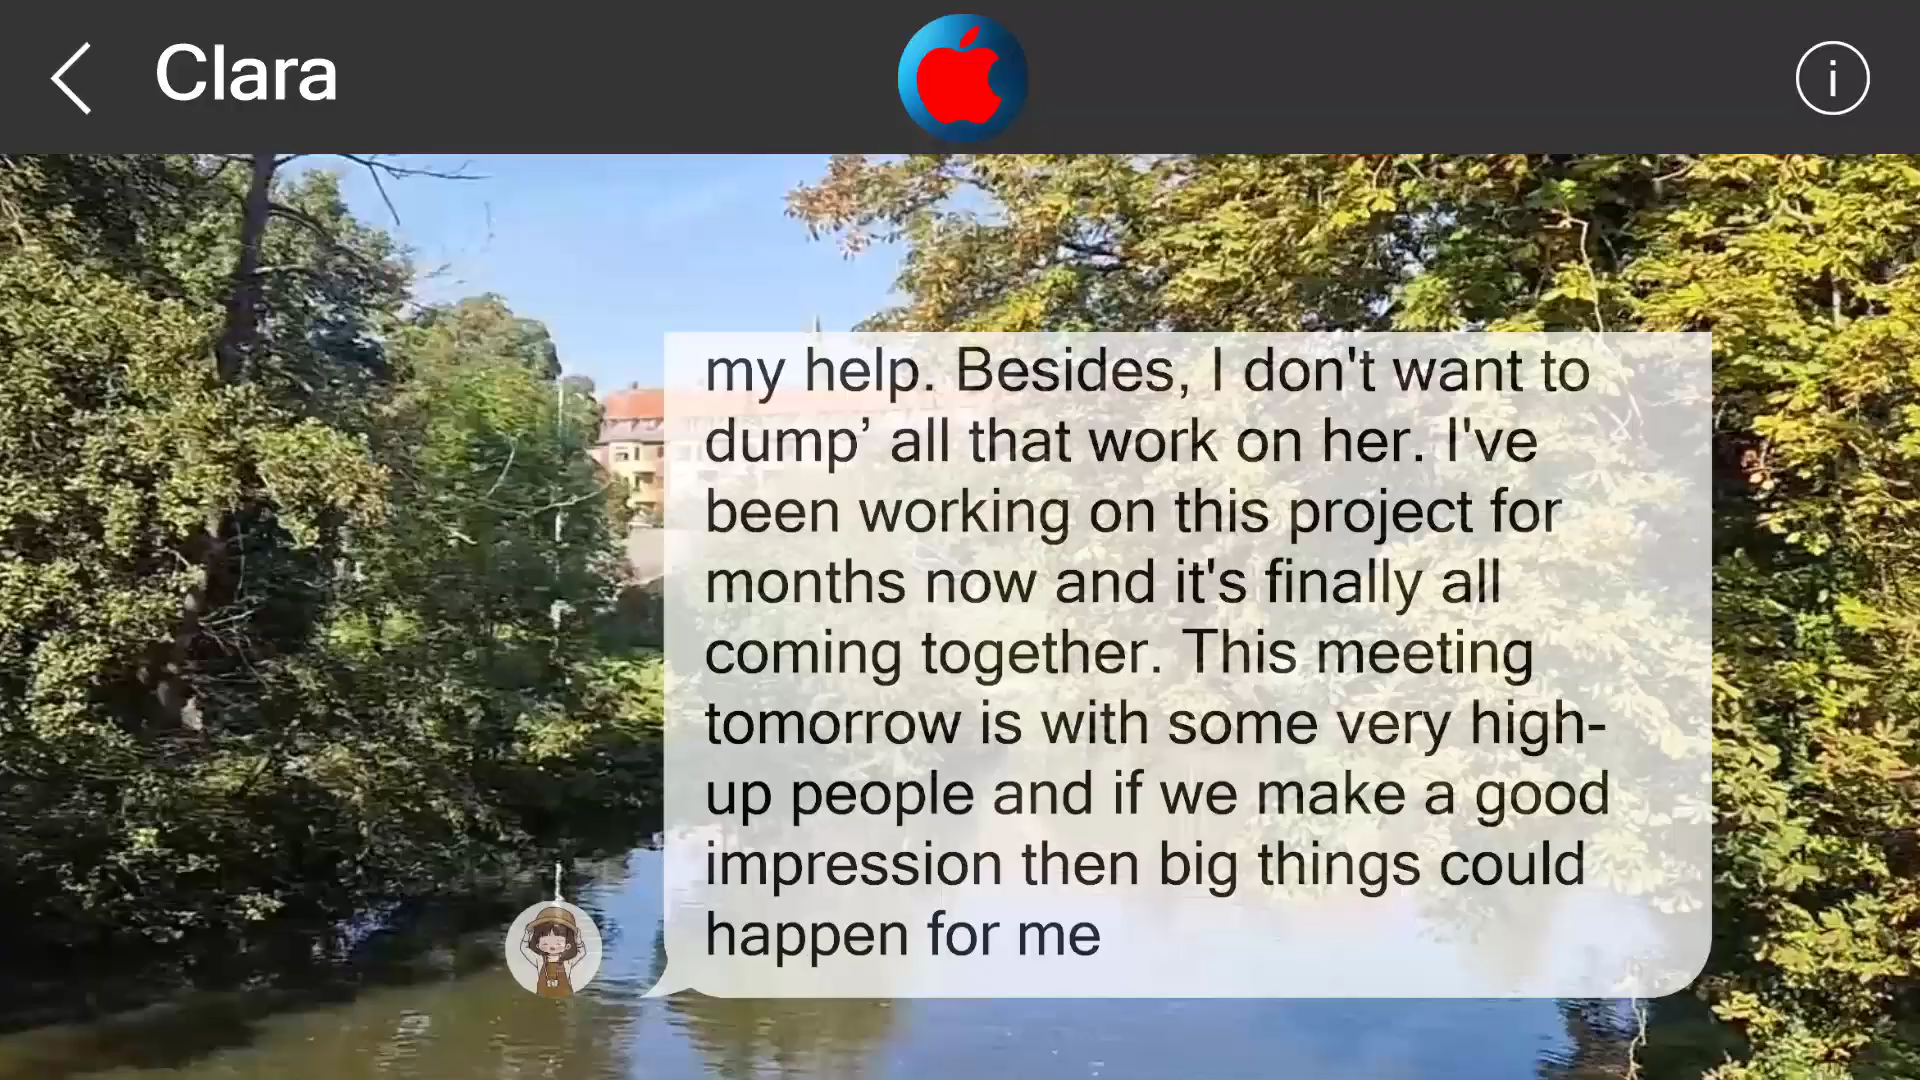 Clara
i
my help. Besides, I don't want to
dump’ all that work on her. I've
been working on this project for
months now and it's finally all
coming together. This meeting
tomorrow is with some very high-
up people and if we make a good
impression then big things could
happen for me